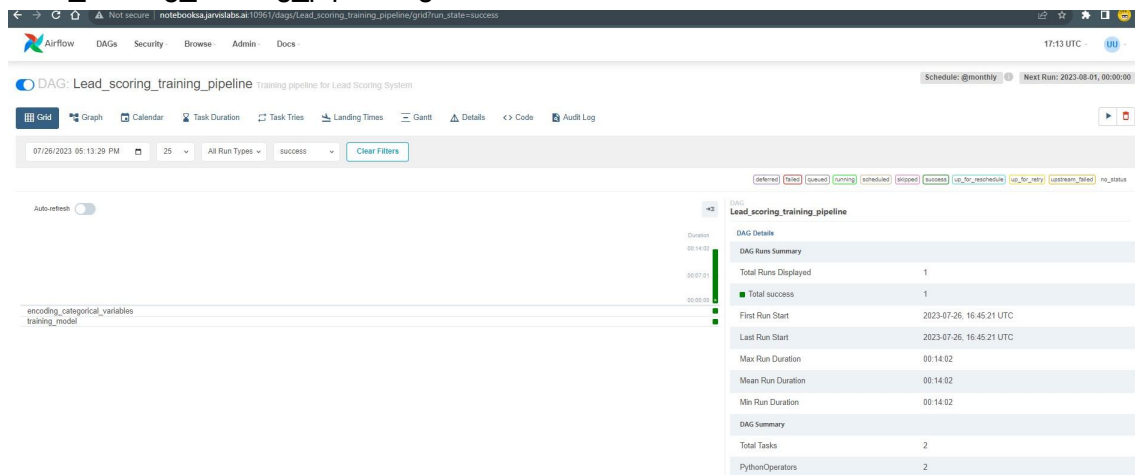 Not secure | notebooksa.jarvislabs.ai:10961/dags/Lead_scoring_training_pipeline/grid?run_state=success
Airflow DAGs Security Browse Admin Docs 17:13 UTC UU
DAG: Lead_scoring_training_pipeline Training pipeline for Lead Scoring System Schedule: @monthly Next Run: 2023-08-01, 00:00:00
Grid Graph Calendar Task Duration Task Tries Landing Times Gantt Details <> Code Audit Log
07/26/2023 05:13:29 PM 25 All Run Types success Clear Filters
deferred failed queued running scheduled skipped success up_for_reschedule up_for_retry upstream_failed no_status
Auto-refresh
Duration
00:14:02
00:07:01
00:00:00
encoding_categorical_variables
training_model
DAG
Lead_scoring_training_pipeline
DAG Details
DAG Runs Summary
Total Runs Displayed 1
Total success 1
First Run Start 2023-07-26, 16:45:21 UTC
Last Run Start 2023-07-26, 16:45:21 UTC
Max Run Duration 00:14:02
Mean Run Duration 00:14:02
Min Run Duration 00:14:02
DAG Summary
Total Tasks 2
PythonOperators 2